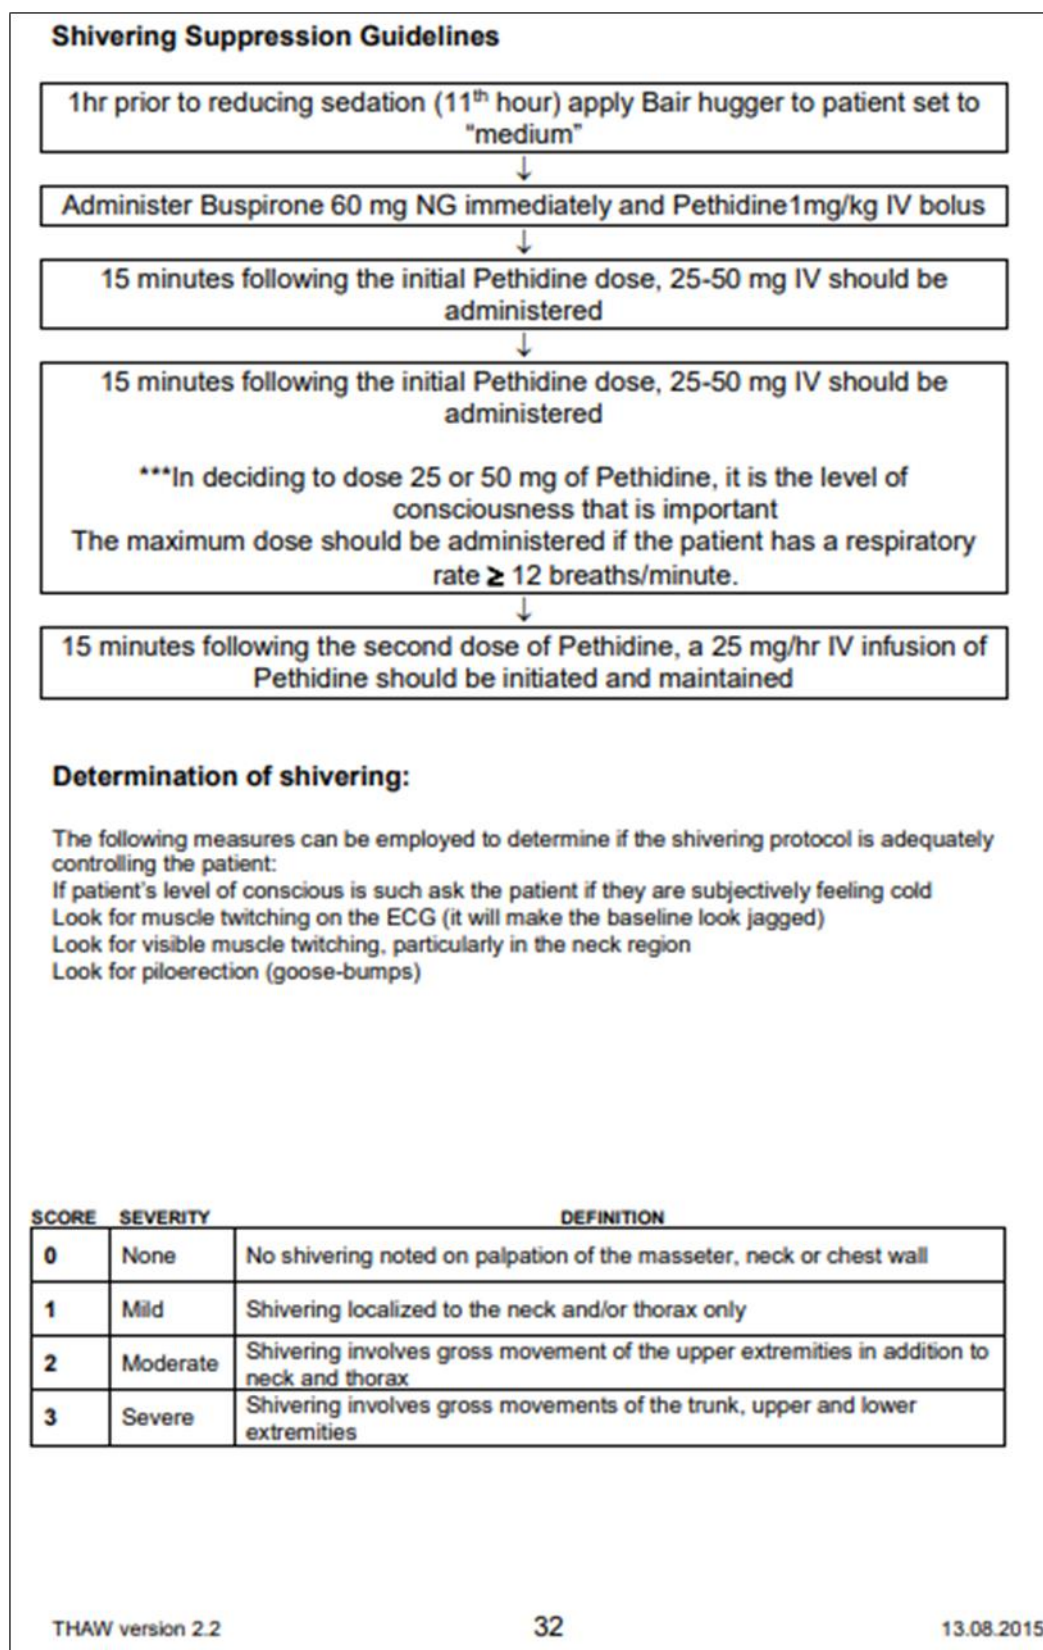 Shivering Suppression Guidelines
1hr prior to reducing sedation (11th hour) apply Bair hugger to patient set to
“medium”
↓
Administer Buspirone 60 mg NG immediately and Pethidine1mg/kg IV bolus
↓
15 minutes following the initial Pethidine dose, 25-50 mg IV should be
administered
↓
15 minutes following the initial Pethidine dose, 25-50 mg IV should be
administered
***In deciding to dose 25 or 50 mg of Pethidine, it is the level of
consciousness that is important
The maximum dose should be administered if the patient has a respiratory
rate ≥ 12 breaths/minute.
↓
15 minutes following the second dose of Pethidine, a 25 mg/hr IV infusion of
Pethidine should be initiated and maintained
Determination of shivering:
The following measures can be employed to determine if the shivering protocol is adequately
controlling the patient:
If patient’s level of conscious is such ask the patient if they are subjectively feeling cold
Look for muscle twitching on the ECG (it will make the baseline look jagged)
Look for visible muscle twitching, particularly in the neck region
Look for piloerection (goose-bumps)
SCORE SEVERITY DEFINITION
0 None No shivering noted on palpation of the masseter, neck or chest wall
1 Mild Shivering localized to the neck and/or thorax only
2 Moderate Shivering involves gross movement of the upper extremities in addition to
neck and thorax
3 Severe Shivering involves gross movements of the trunk, upper and lower
extremities
THAW version 2.2 32 13.08.2015